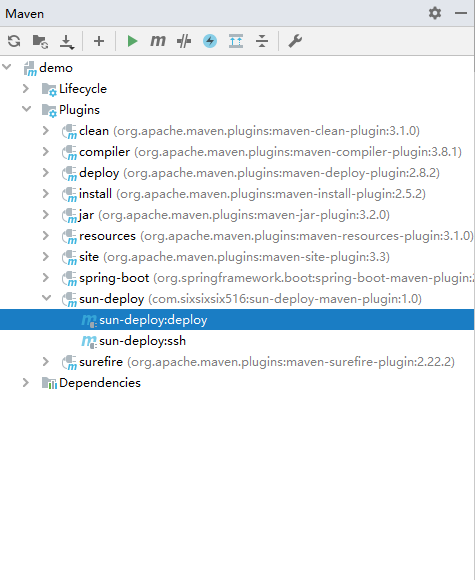 Maven
demo
Lifecycle
Plugins
clean (org.apache.maven.plugins:maven-clean-plugin:3.1.0)
compiler (org.apache.maven.plugins:maven-compiler-plugin:3.8.1)
deploy (org.apache.maven.plugins:maven-deploy-plugin:2.8.2)
install (org.apache.maven.plugins:maven-install-plugin:2.5.2)
jar (org.apache.maven.plugins:maven-jar-plugin:3.2.0)
resources (org.apache.maven.plugins:maven-resources-plugin:3.1.0)
site (org.apache.maven.plugins:maven-site-plugin:3.3)
spring-boot (org.springframework.boot:spring-boot-maven-plugin:2
sun-deploy (com.sixsixsix516:sun-deploy-maven-plugin:1.0)
sun-deploy:deploy
sun-deploy:ssh
surefire (org.apache.maven.plugins:maven-surefire-plugin:2.22.2)
Dependencies